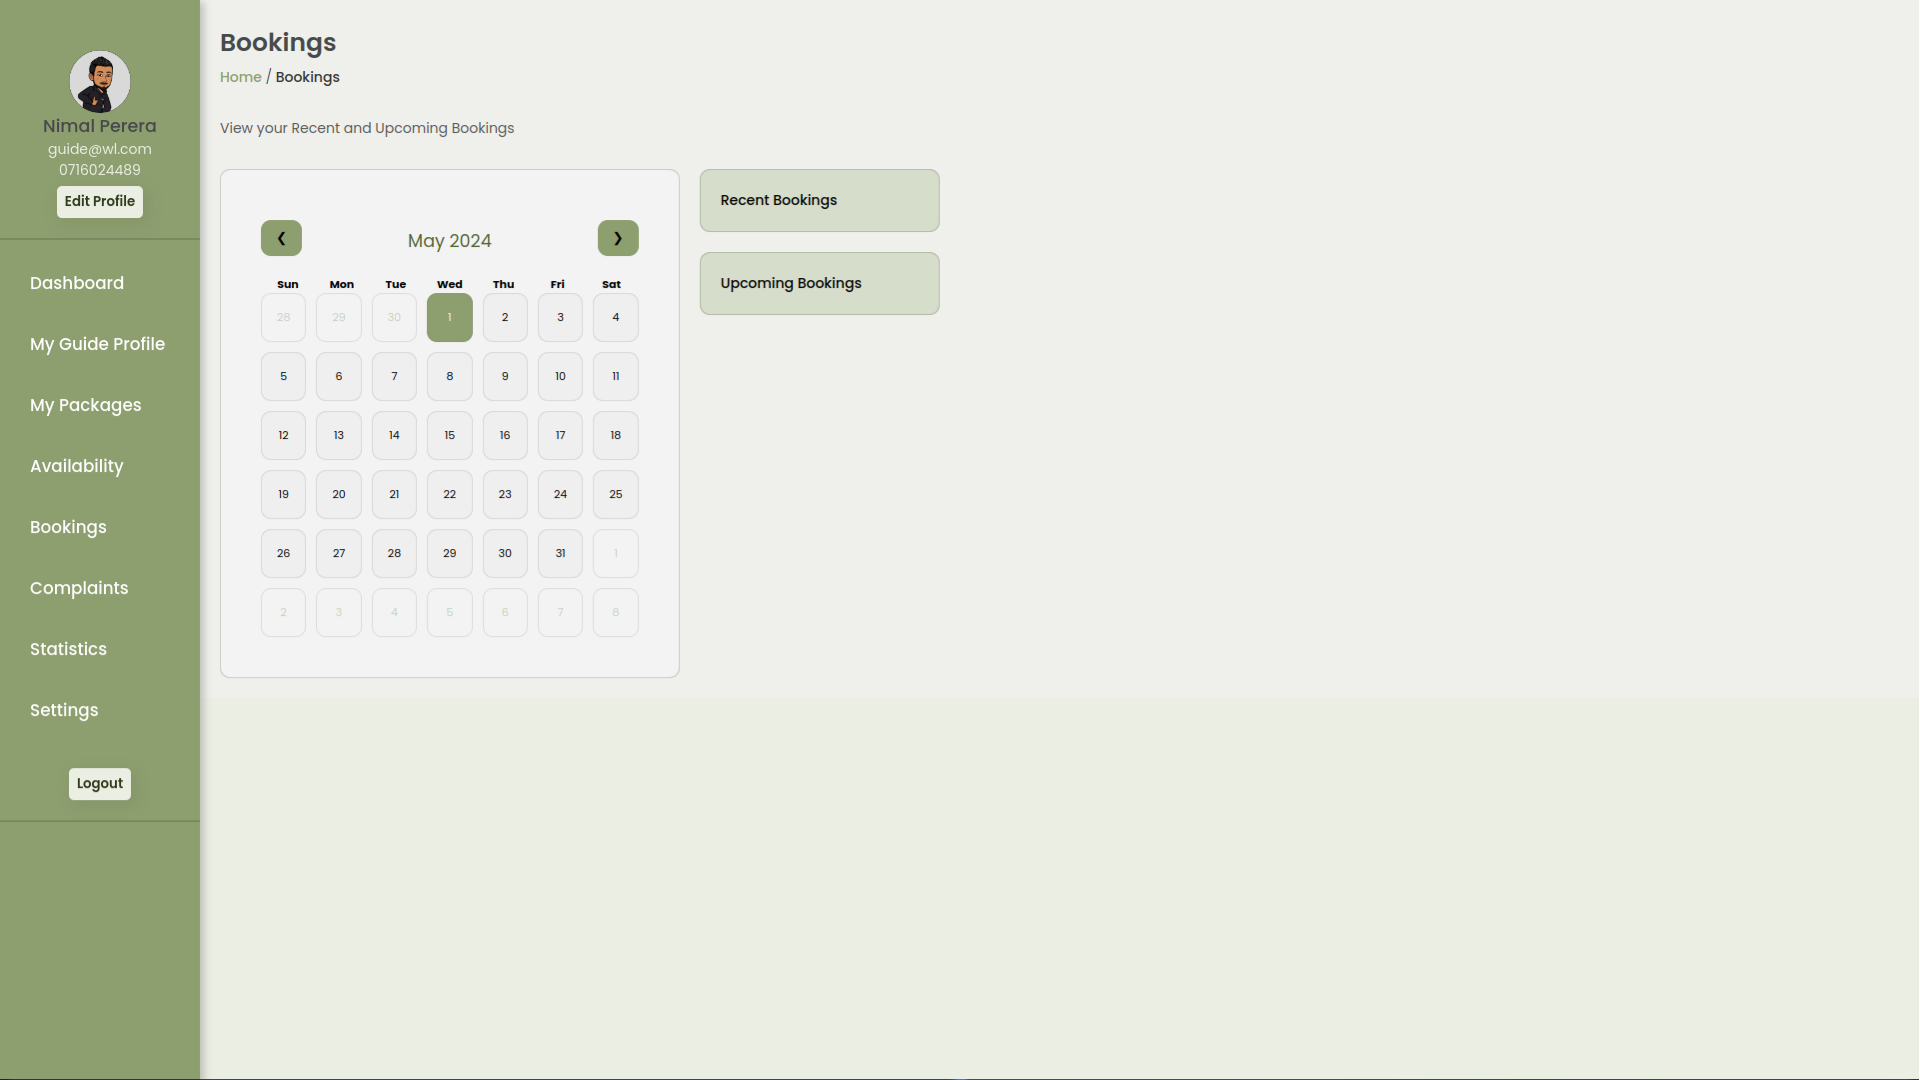 Nimal Perera
guide@wl.com
0716024489
Edit Profile
Dashboard
My Guide Profile
My Packages
Availability
Bookings
Complaints
Statistics
Settings
Logout
Bookings
Home / Bookings
View your Recent and Upcoming Bookings
❮ May 2024 ❯
Sun Mon Tue Wed Thu Fri Sat
28 29 30 1 2 3 4
5 6 7 8 9 10 11
12 13 14 15 16 17 18
19 20 21 22 23 24 25
26 27 28 29 30 31 1
2 3 4 5 6 7 8
Recent Bookings
Upcoming Bookings